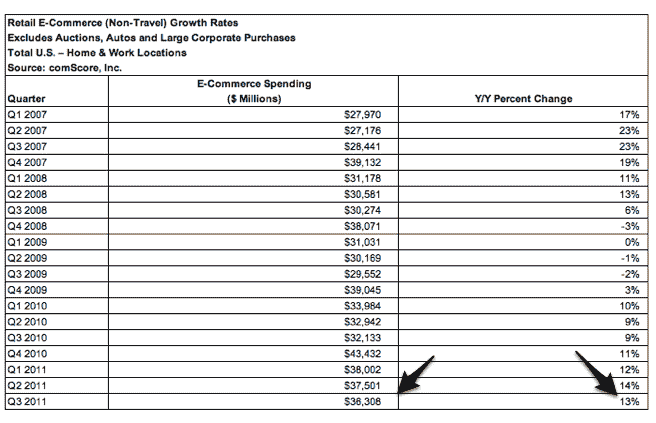 Retail E-Commerce (Non-Travel) Growth Rates
Excludes Auctions, Autos and Large Corporate Purchases
Total U.S. – Home & Work Locations
Source: comScore, Inc.
Quarter E-Commerce Spending ($ Millions) Y/Y Percent Change
Q1 2007 $27,970 17%
Q2 2007 $27,176 23%
Q3 2007 $28,441 23%
Q4 2007 $39,132 19%
Q1 2008 $31,178 11%
Q2 2008 $30,581 13%
Q3 2008 $30,274 6%
Q4 2008 $38,071 -3%
Q1 2009 $31,031 0%
Q2 2009 $30,169 -1%
Q3 2009 $29,552 -2%
Q4 2009 $39,045 3%
Q1 2010 $33,984 10%
Q2 2010 $32,942 9%
Q3 2010 $32,133 9%
Q4 2010 $43,432 11%
Q1 2011 $38,002 12%
Q2 2011 $37,501 14%
Q3 2011 $36,308 13%